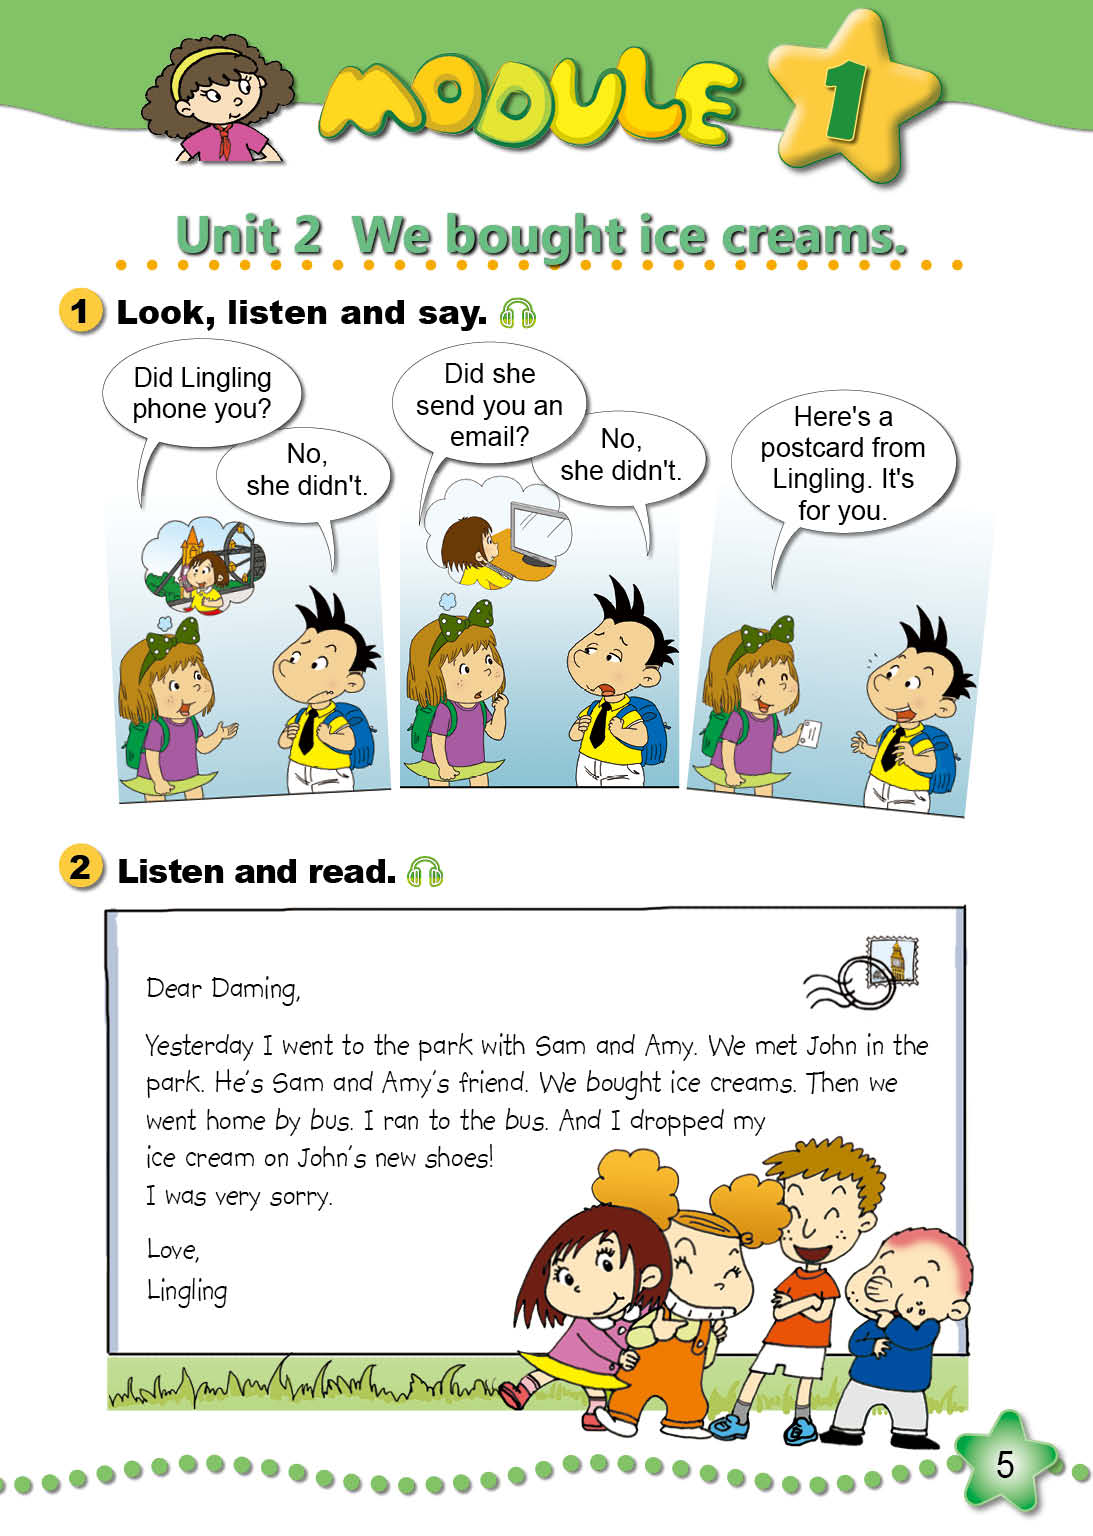 MODULE 1
Unit 2 We bought ice creams.
1 Look, listen and say.
Did Lingling
phone you?
No,
she didn't.
Did she
send you an
email?
No,
she didn't.
Here's a
postcard from
Lingling. It's
for you.
2 Listen and read.
Dear Daming,
Yesterday I went to the park with Sam and Amy. We met John in the
park. He's Sam and Amy's friend. We bought ice creams. Then we
went home by bus. I ran to the bus. And I dropped my
ice cream on John's new shoes!
I was very sorry.
Love,
Lingling
5